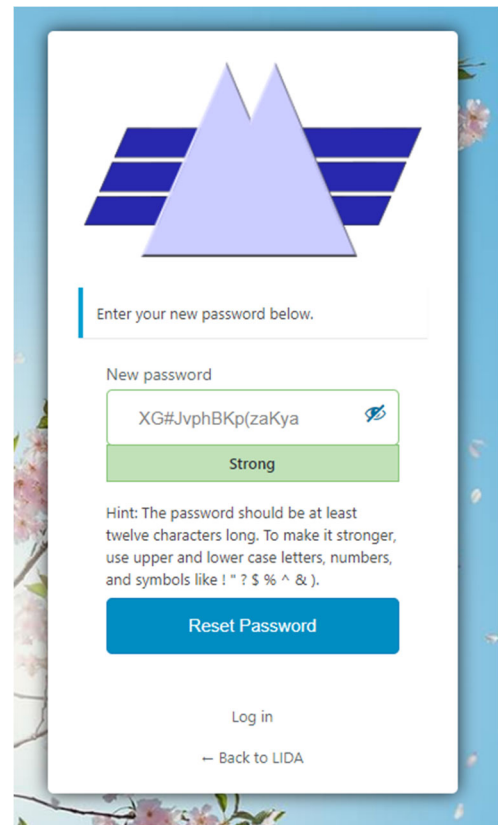 Enter your new password below.
New password
XG#JvphBKp(zaKya
Strong
Hint: The password should be at least
twelve characters long. To make it stronger,
use upper and lower case letters, numbers,
and symbols like ! " ? $ % ^ & ).
Reset Password
Log in
← Back to LIDA